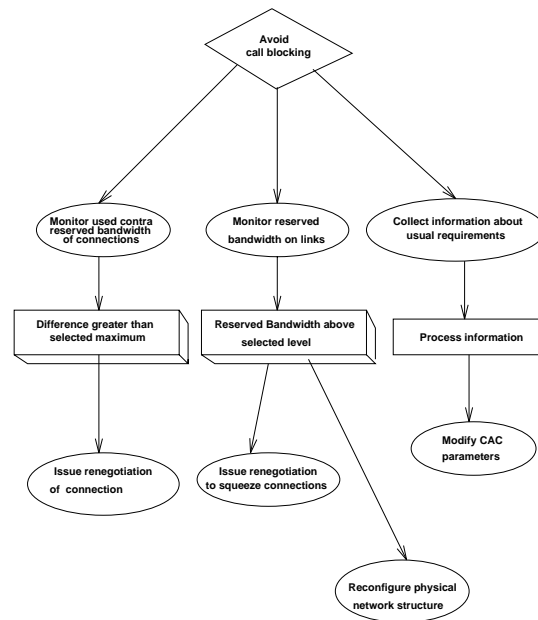 Avoid
call blocking
Monitor used contra
reserved bandwidth
of connections
Monitor reserved
bandwidth on links
Collect information about
usual requirements
Difference greater than
selected maximum
Reserved Bandwidth above
selected level
Process information
Modify CAC
parameters
Issue renegotiation
of connection
Issue renegotiation
to squeeze connections
Reconfigure physical
network structure